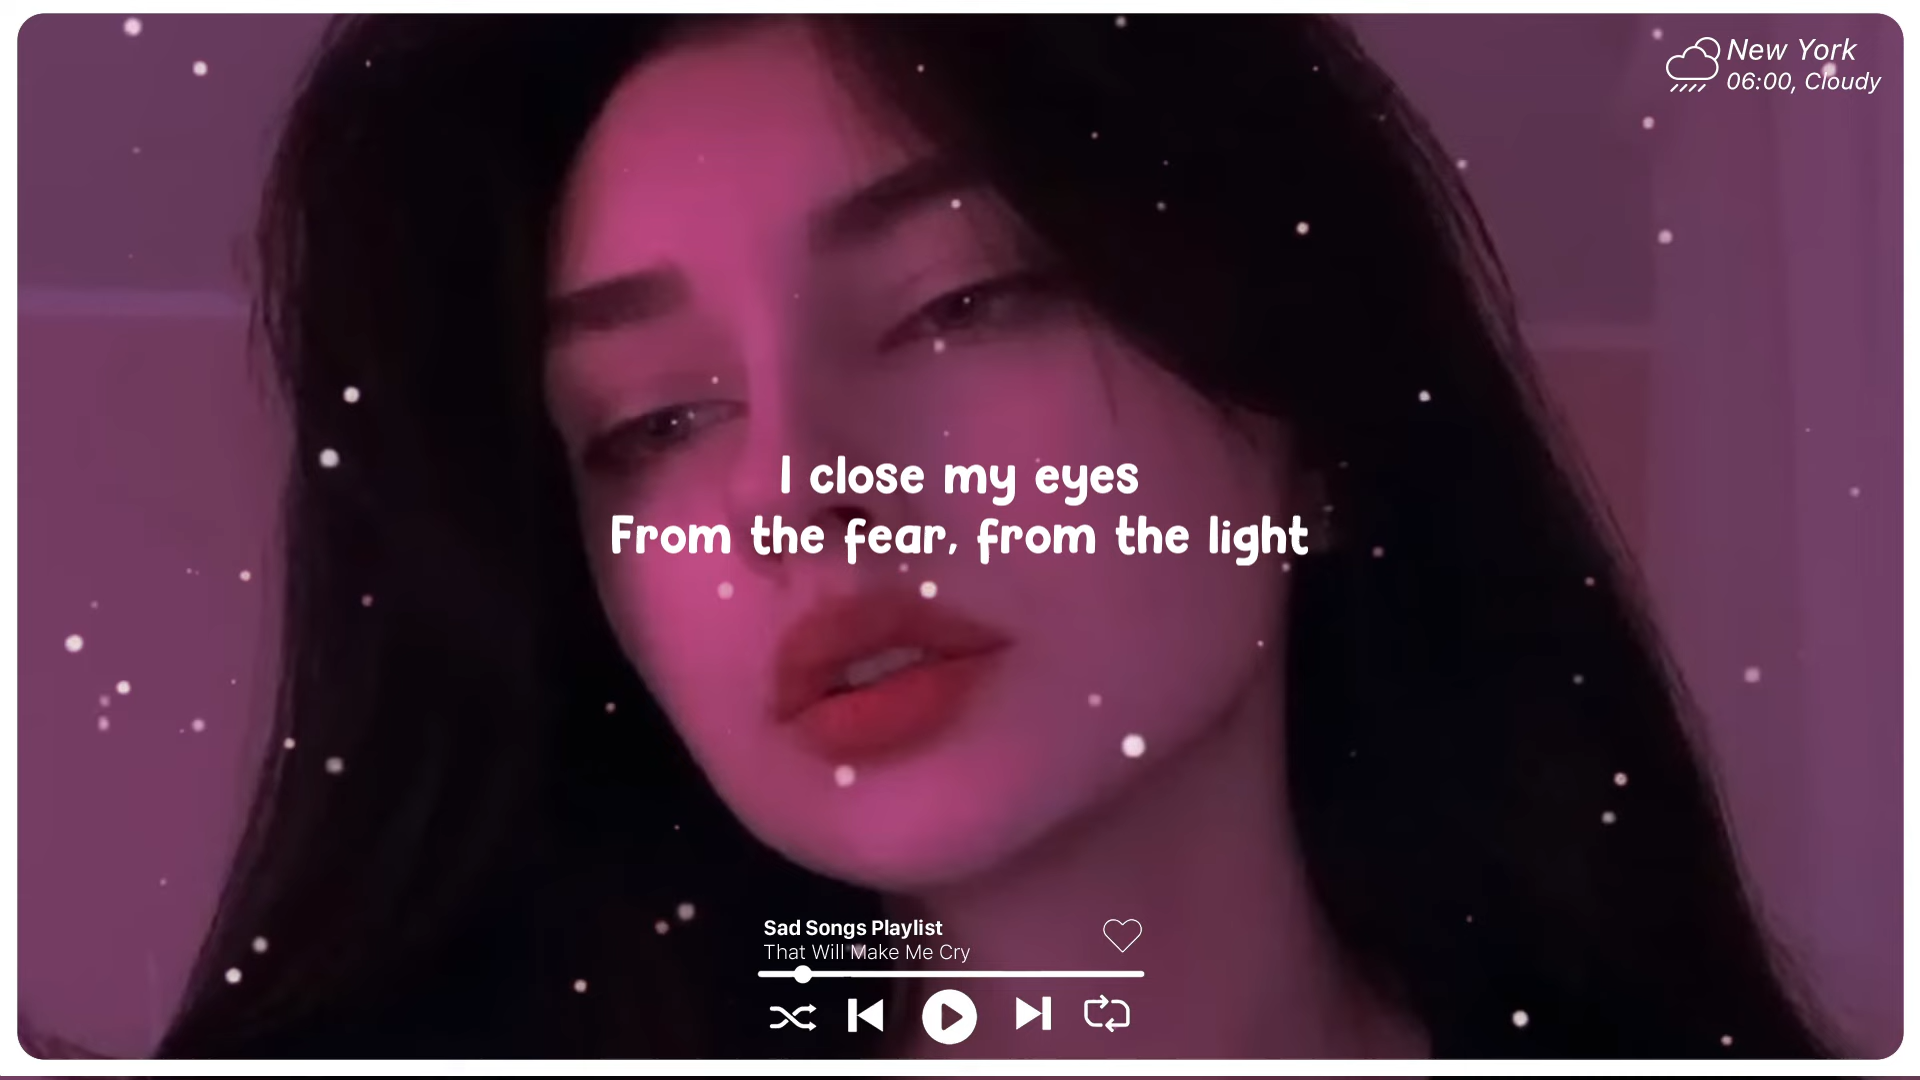 New York
06:00, Cloudy
I close my eyes
From the fear, from the light
Sad Songs Playlist
That Will Make Me Cry